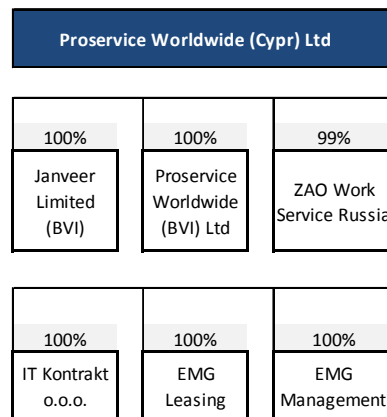 Proservice Worldwide (Cypr) Ltd
100% 100% 99%
Janveer Limited (BVI)
Proservice Worldwide (BVI) Ltd
ZAO Work Service Russia
100% 100% 100%
IT Kontrakt o.o.o.
EMG Leasing
EMG Management